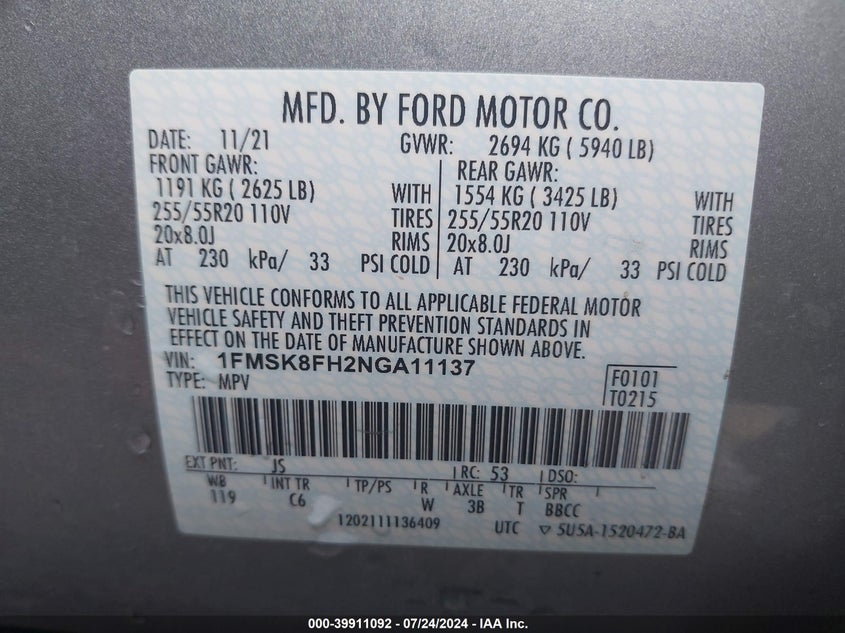 MFD. BY FORD MOTOR CO.
DATE: 11/21 GVWR: 2694 KG ( 5940 LB)
FRONT GAWR: REAR GAWR:
1191 KG ( 2625 LB) WITH 1554 KG ( 3425 LB) WITH
255/55R20 110V TIRES 255/55R20 110V TIRES
20x8.0J RIMS 20x8.0J RIMS
AT 230 kPa/ 33 PSI COLD AT 230 kPa/ 33 PSI COLD
THIS VEHICLE CONFORMS TO ALL APPLICABLE FEDERAL MOTOR
VEHICLE SAFETY AND THEFT PREVENTION STANDARDS IN
EFFECT ON THE DATE OF MANUFACTURE SHOWN ABOVE.
VIN: 1FMSK8FH2NGA11137
TYPE: MPV
F0101
T0215
EXT PNT: JS RC: 53 DSO:
WB INT TR TP/PS R AXLE TR SPR
119 C6 W 3B T BBCC
1202111136409 UTC ▽ 5U5A-1520472-BA
000-39911092 / 07/24/2024 / IAA Inc.